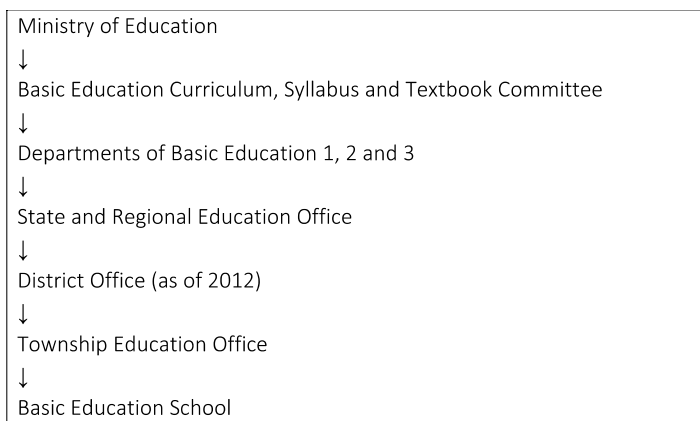 Ministry of Education
↓
Basic Education Curriculum, Syllabus and Textbook Committee
↓
Departments of Basic Education 1, 2 and 3
↓
State and Regional Education Office
↓
District Office (as of 2012)
↓
Township Education Office
↓
Basic Education School